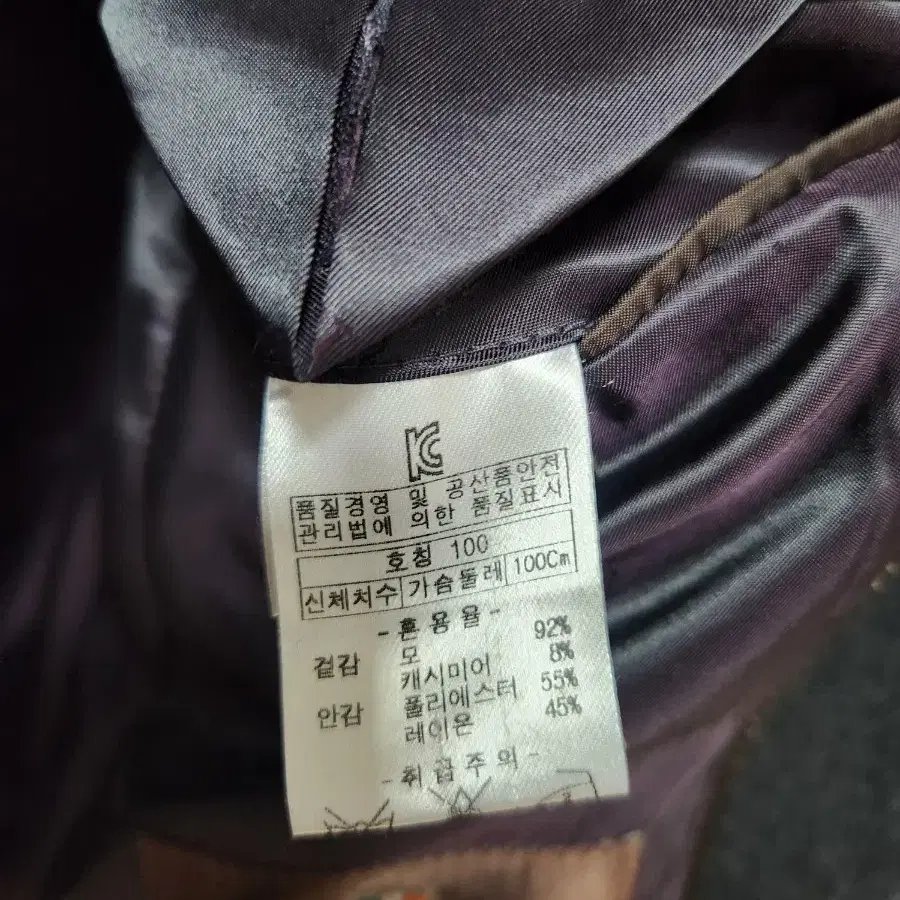 KC
품질경영 및 공산품안전
관리법에 의한 품질표시
호칭 100
신체처수 가슴둘레 100Cm
- 혼용율 -
겉감 모 92%
캐시미어 8%
안감 폴리에스터 55%
레이온 45%
- 취급주의 -